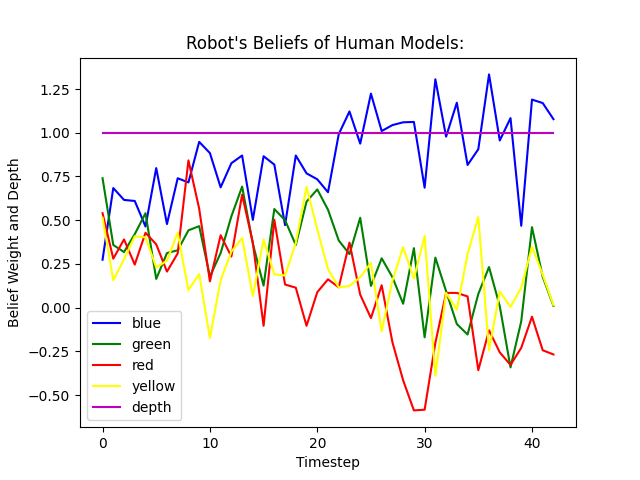 Robot's Beliefs of Human Models:
Belief Weight and Depth
1.25
1.00
0.75
0.50
0.25
0.00
−0.25
−0.50
blue
green
red
yellow
depth
0 10 20 30 40
Timestep